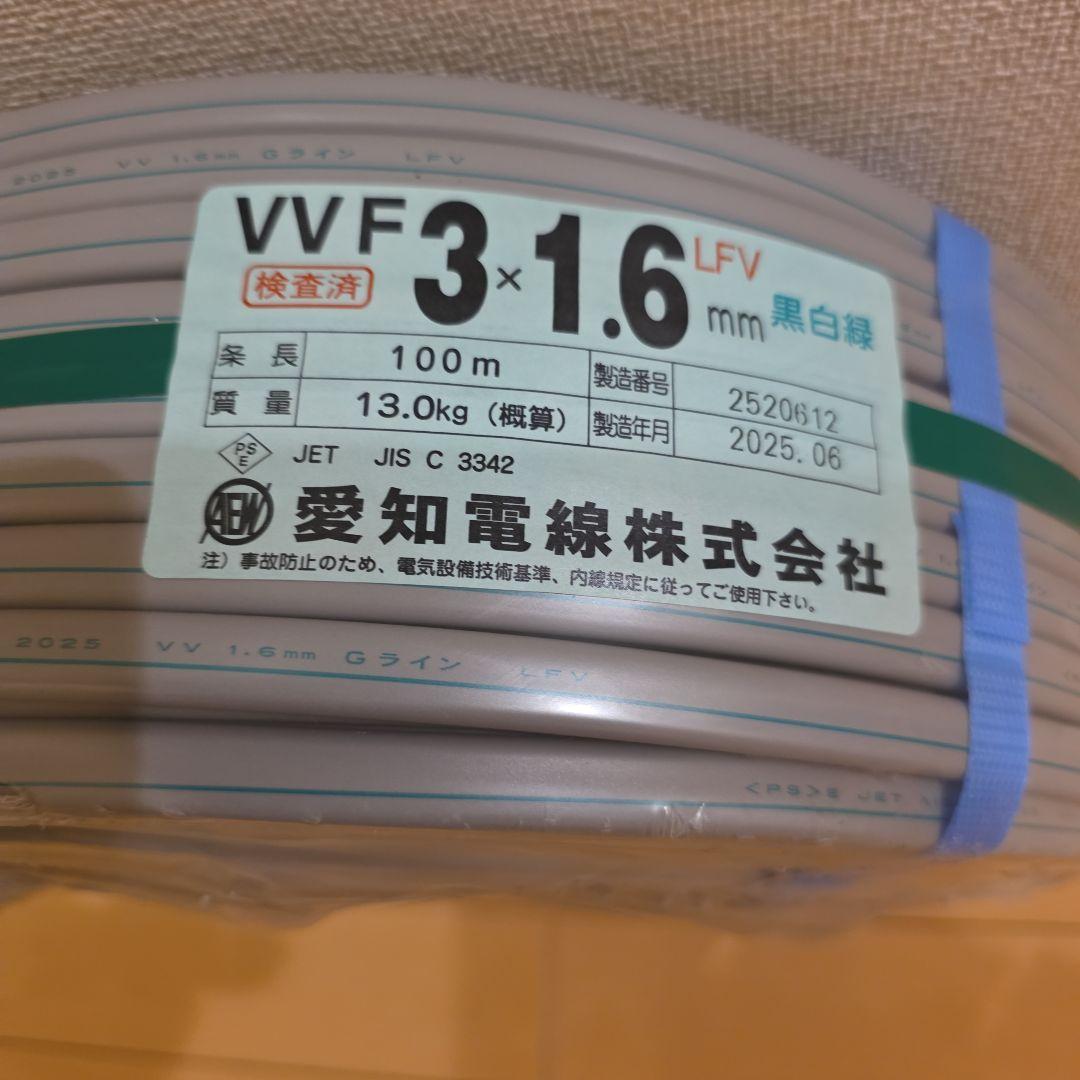 VV 1.6mm Gライン LFV
VVF 3×1.6mm LFV 黒白緑
検査済
条長 100m 製造番号 2520612
質量 13.0kg (概算) 製造年月 2025.06
PS E JET JIS C 3342
AEW 愛知電線株式会社
注) 事故防止のため、電気設備技術基準、内線規定に従ってご使用下さい。
2025 VV 1.6mm Gライン LFV
<PS>E JET